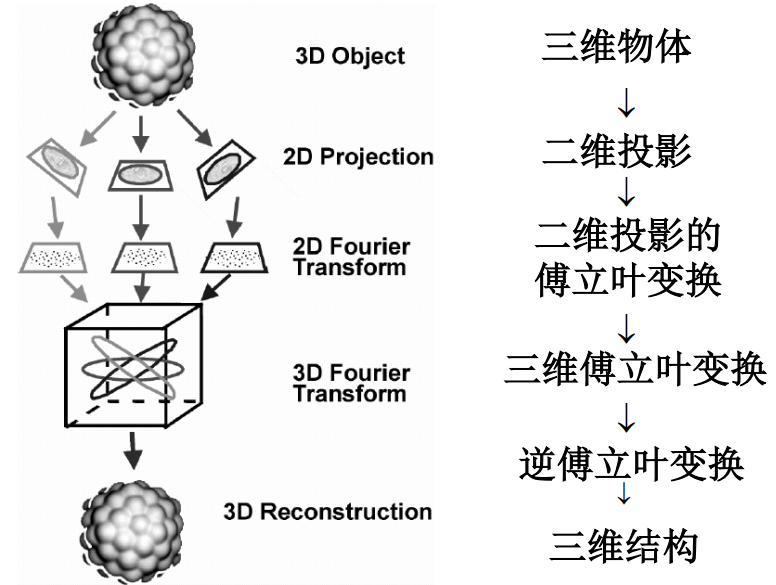 3D Object
2D Projection
2D Fourier
Transform
3D Fourier
Transform
3D Reconstruction
三维物体
↓
二维投影
↓
二维投影的
傅立叶变换
↓
三维傅立叶变换
↓
逆傅立叶变换
↓
三维结构